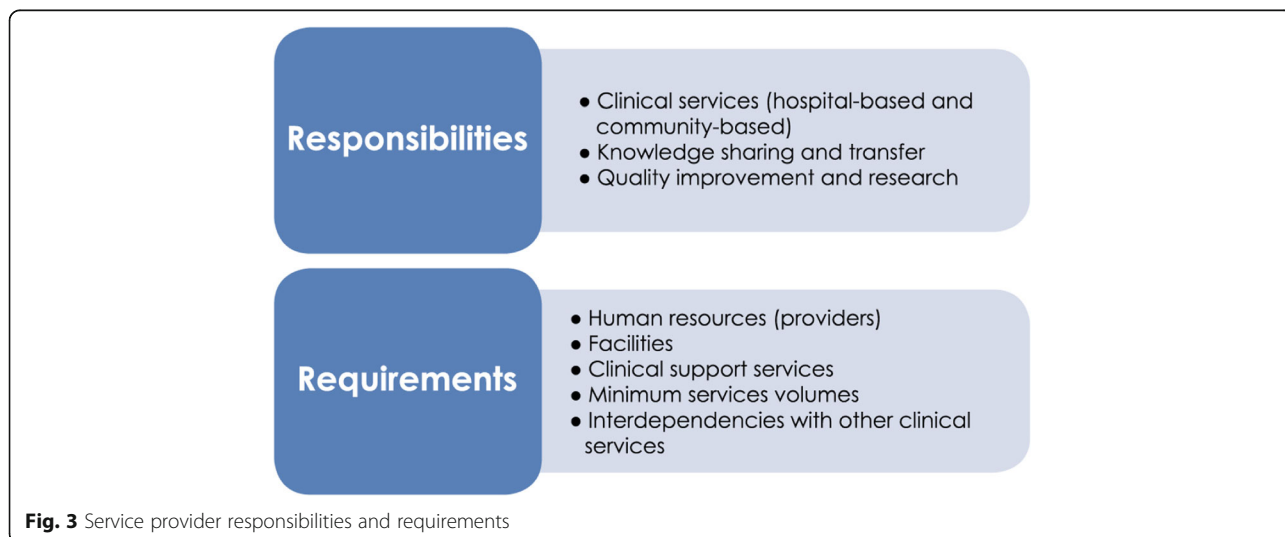 Responsibilities
● Clinical services (hospital-based and
community-based)
● Knowledge sharing and transfer
● Quality improvement and research
Requirements
● Human resources (providers)
● Facilities
● Clinical support services
● Minimum services volumes
● Interdependencies with other clinical
services
Fig. 3 Service provider responsibilities and requirements